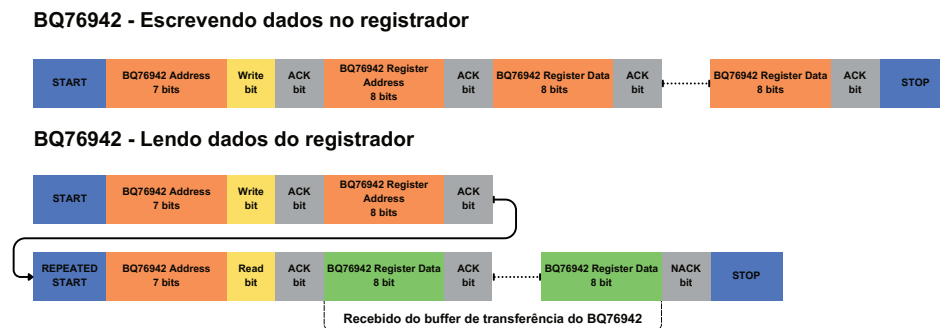 BQ76942 - Escrevendo dados no registrador
START
BQ76942 Address
7 bits
Write
bit
ACK
bit
BQ76942 Register
Address
8 bits
ACK
bit
BQ76942 Register Data
8 bits
ACK
bit
BQ76942 Register Data
8 bits
ACK
bit
STOP
BQ76942 - Lendo dados do registrador
START
BQ76942 Address
7 bits
Write
bit
ACK
bit
BQ76942 Register
Address
8 bits
ACK
bit
REPEATED
START
BQ76942 Address
7 bits
Read
bit
ACK
bit
BQ76942 Register Data
8 bit
ACK
bit
BQ76942 Register Data
8 bit
NACK
bit
STOP
Recebido do buffer de transferência do BQ76942